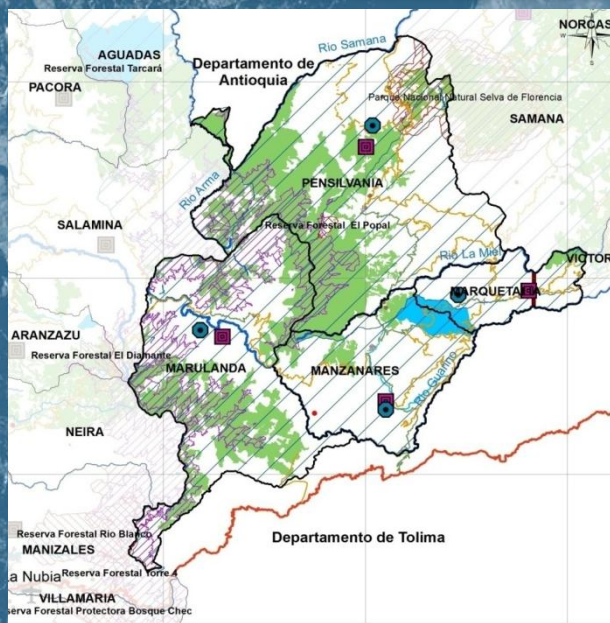 NORCAS
AGUADAS
Reserva Forestal Tarcará
Departamento de
Antioquia
Rio Samana
PACORA
Parque Nacional Natural Selva de Florencia
SAMANA
PENSILVANIA
Rio Arma
SALAMINA
Reserva Forestal El Popal
Rio La Miel
VICTOR
MARQUETALIA
ARANZAZU
Reserva Forestal El Diamante
MARULANDA
MANZANARES
Rio Guarino
NEIRA
Reserva Forestal Rio Blanco
MANIZALES
Departamento de Tolima
La Nubia
Reserva Forestal Torre 4
VILLAMARIA
serva Forestal Protectora Bosque Chec